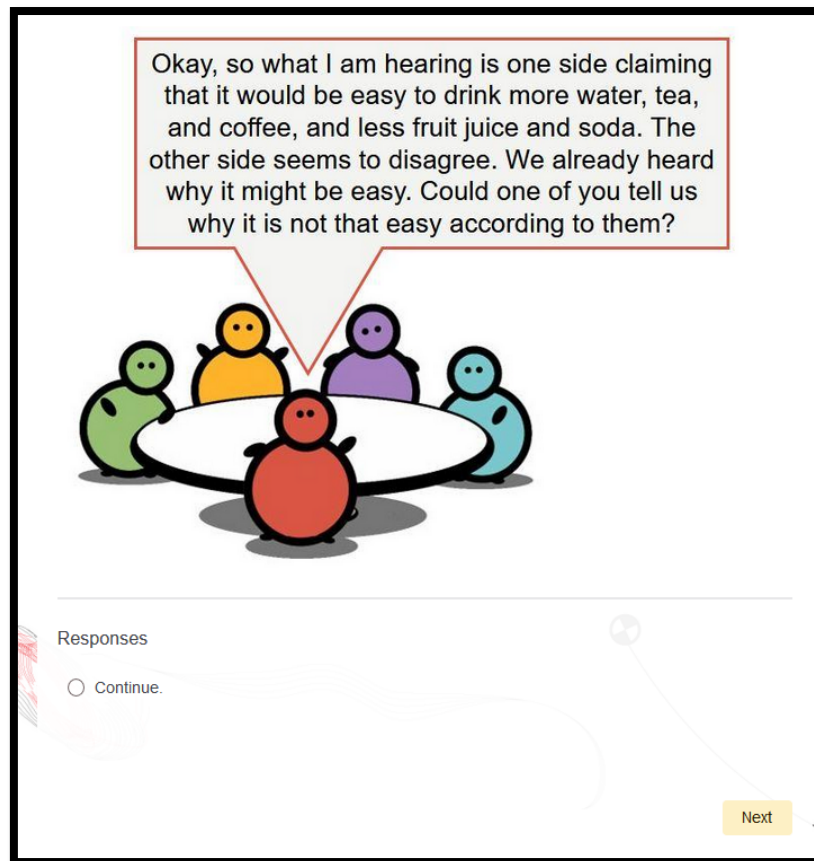 Okay, so what I am hearing is one side claiming
that it would be easy to drink more water, tea,
and coffee, and less fruit juice and soda. The
other side seems to disagree. We already heard
why it might be easy. Could one of you tell us
why it is not that easy according to them?
Responses
Continue.
Next